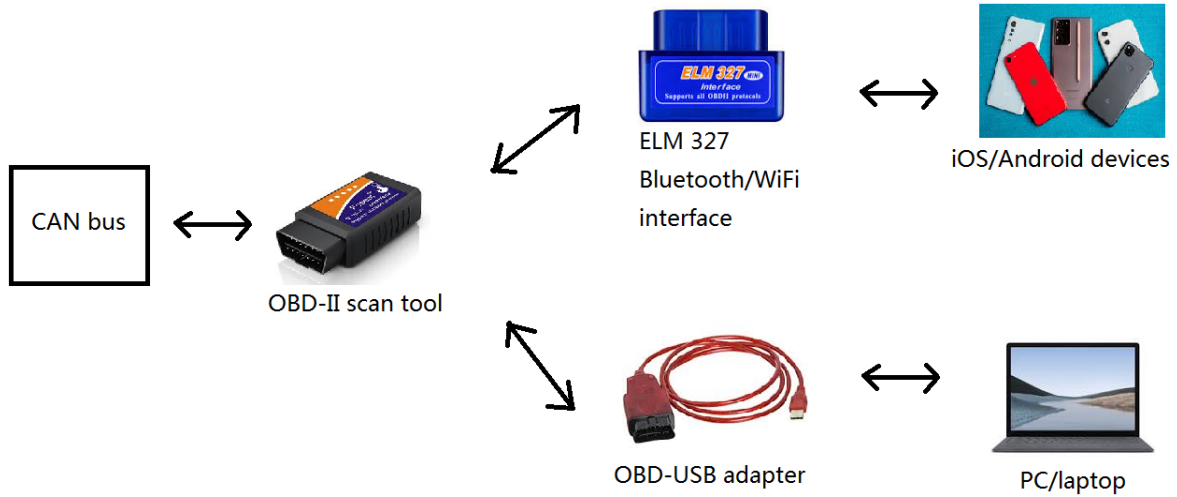 CAN bus
OBD-II scan tool
ELM 327 MINI
Interface
Supports all OBDII protocols
ELM 327
Bluetooth/WiFi
interface
iOS/Android devices
OBD-USB adapter
PC/laptop